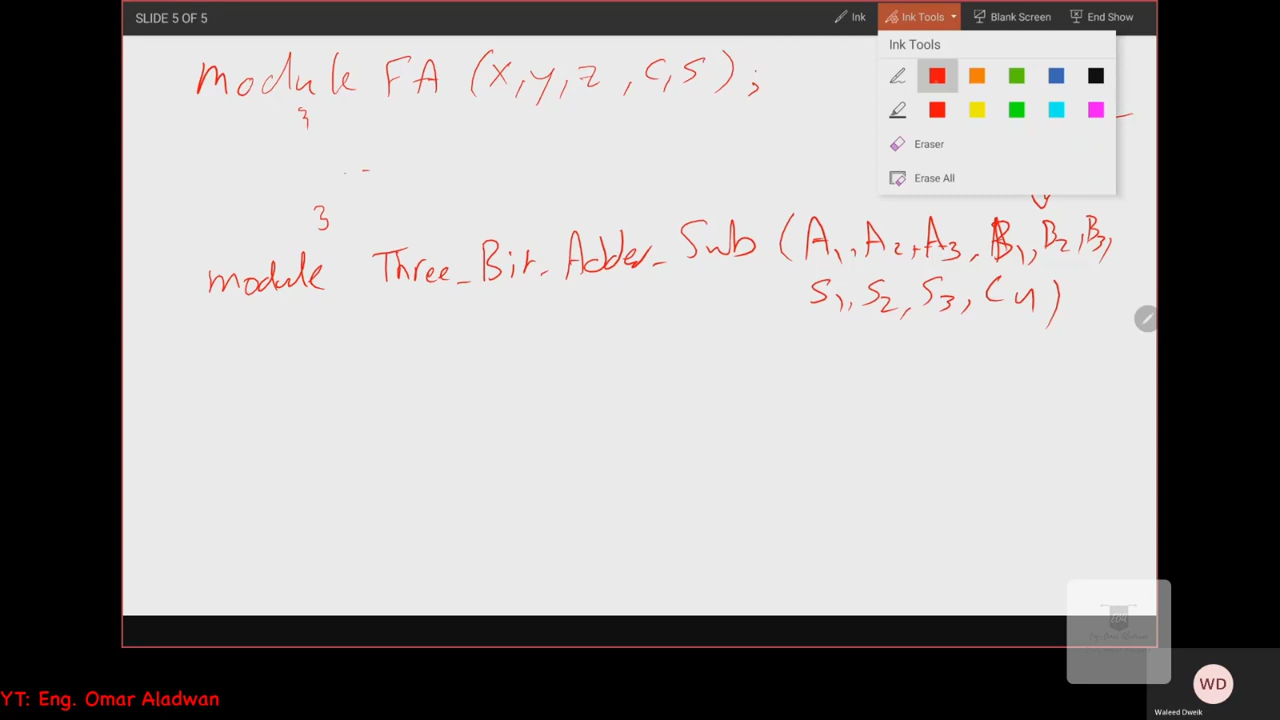 SLIDE 5 OF 5
Ink
Ink Tools
Blank Screen
End Show
Ink Tools
Eraser
Erase All
module FA (X, y, z, C, S);
3
...
3
module Three_Bit_Adder_Sub (A1, A2, A3, B1, B2, B3,
S1, S2, S3, C4)
WD
Waleed Dweik
YT: Eng. Omar Aladwan